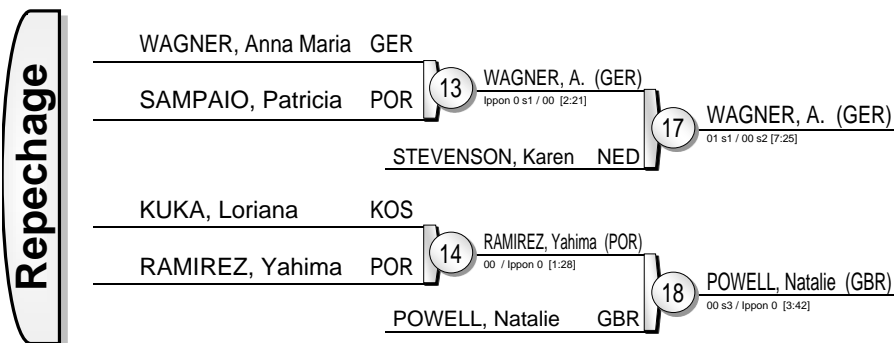 Repechage
WAGNER, Anna Maria GER
SAMPAIO, Patricia POR
13
WAGNER, A. (GER)
Ippon 0 s1 / 00 [2:21]
STEVENSON, Karen NED
17
WAGNER, A. (GER)
01 s1 / 00 s2 [7:25]
KUKA, Loriana KOS
RAMIREZ, Yahima POR
14
RAMIREZ, Yahima (POR)
00 / Ippon 0 [1:28]
POWELL, Natalie GBR
18
POWELL, Natalie (GBR)
00 s3 / Ippon 0 [3:42]